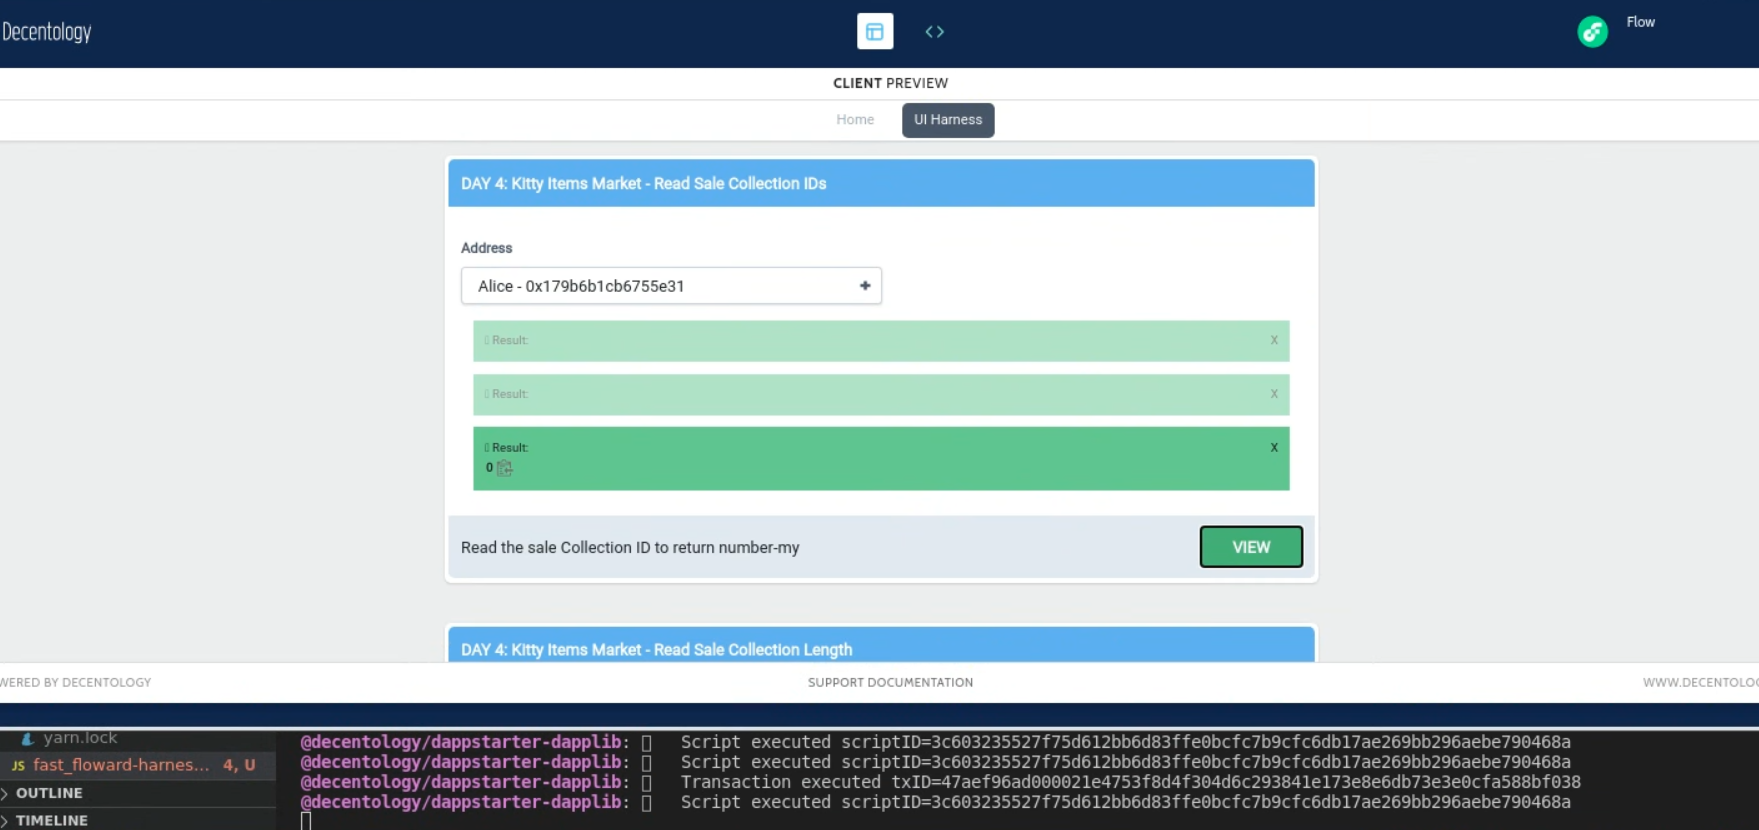 Decentology
<>
Flow
CLIENT PREVIEW
Home
UI Harness
DAY 4: Kitty Items Market - Read Sale Collection IDs
Address
Alice - 0x179b6b1cb6755e31
Result:
X
Result:
X
Result:
X
0
Read the sale Collection ID to return number-my
VIEW
DAY 4: Kitty Items Market - Read Sale Collection Length
WERED BY DECENTOLOGY
SUPPORT DOCUMENTATION
WWW.DECENTOLOG
yarn.lock
JS fast_floward-harnes... 4, U
> OUTLINE
> TIMELINE
@decentology/dappstarter-dapplib: Script executed scriptID=3c603235527f75d612bb6d83ffe0bcfc7b9cfc6db17ae269bb296aebe790468a
@decentology/dappstarter-dapplib: Script executed scriptID=3c603235527f75d612bb6d83ffe0bcfc7b9cfc6db17ae269bb296aebe790468a
@decentology/dappstarter-dapplib: Transaction executed txID=47aef96ad000021e4753f8d4f304d6c293841e173e8e6db73e3e0cfa588bf038
@decentology/dappstarter-dapplib: Script executed scriptID=3c603235527f75d612bb6d83ffe0bcfc7b9cfc6db17ae269bb296aebe790468a